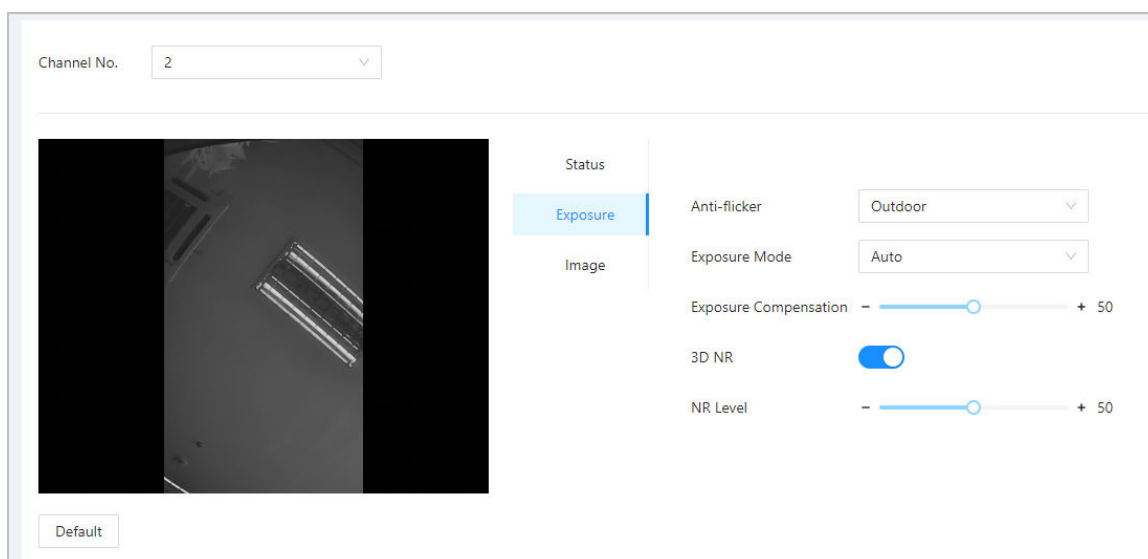 Channel No. 2
Status
Exposure
Image
Anti-flicker Outdoor
Exposure Mode Auto
Exposure Compensation - + 50
3D NR
NR Level - + 50
Default